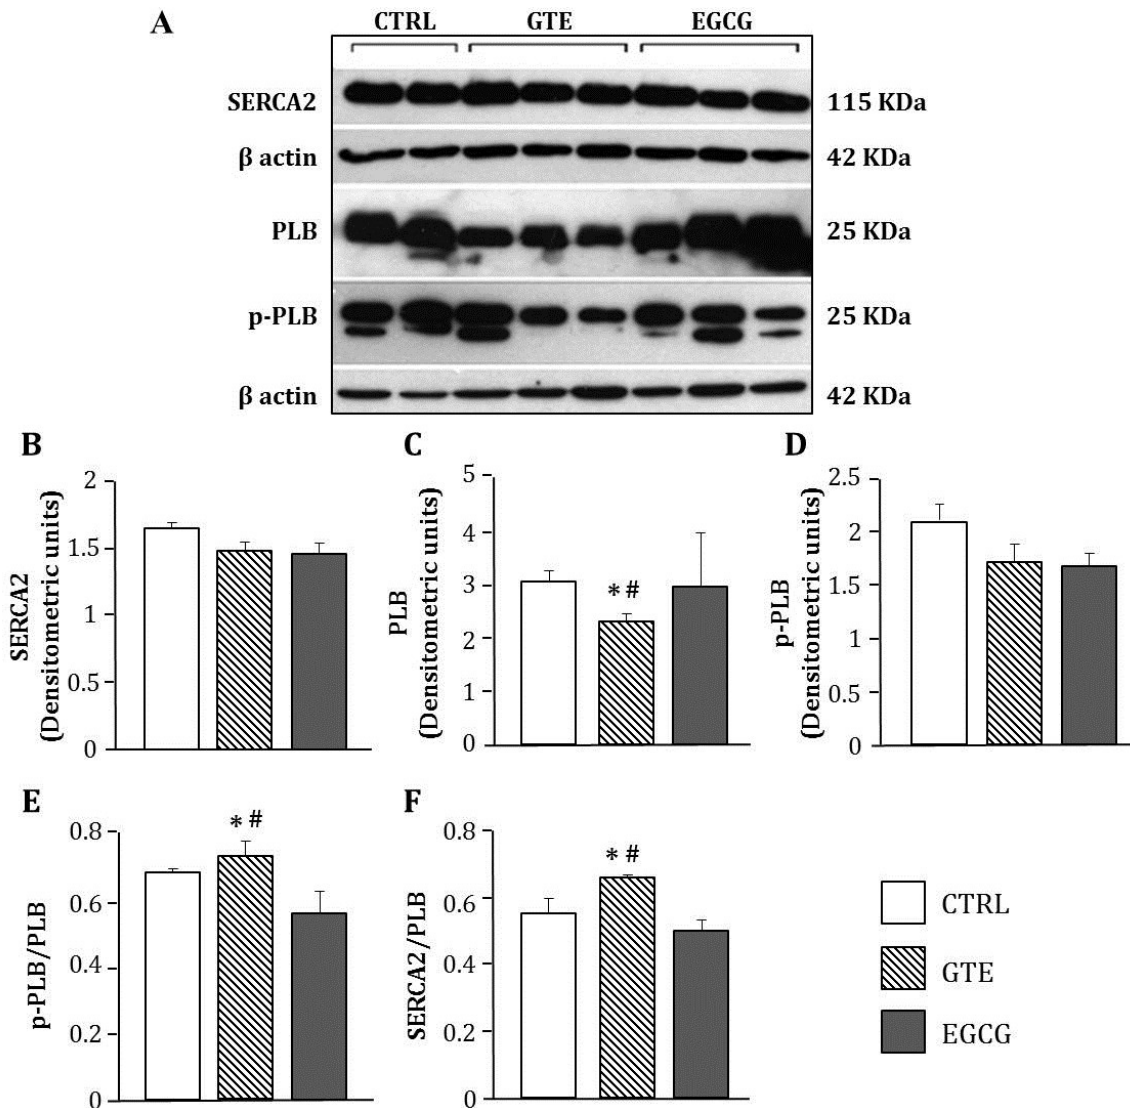 A
CTRL GTE EGCG
SERCA2 115 KDa
β actin 42 KDa
PLB 25 KDa
p-PLB 25 KDa
β actin 42 KDa
B
SERCA2
(Densitometric units)
2
1.5
1
0.5
0
C
PLB
(Densitometric units)
5
4
3
2
1
0
* #
D
p-PLB
(Densitometric units)
2.5
2
1.5
1
0.5
0
E
p-PLB/PLB
0.8
0.6
0.4
0.2
0
* #
F
SERCA2/PLB
0.8
0.6
0.4
0.2
0
* #
CTRL
GTE
EGCG